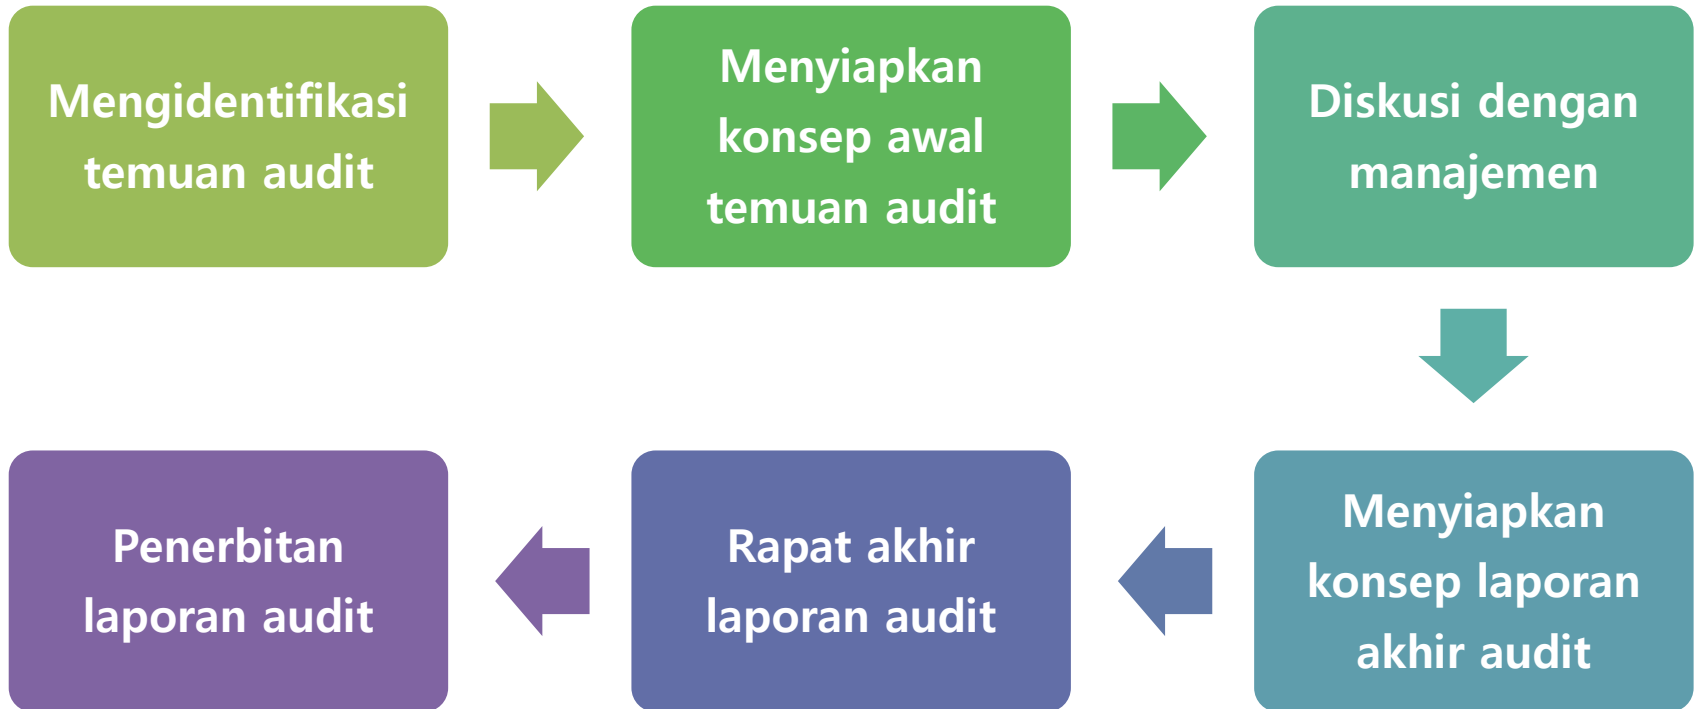 Mengidentifikasi
temuan audit
Menyiapkan
konsep awal
temuan audit
Diskusi dengan
manajemen
Menyiapkan
konsep laporan
akhir audit
Rapat akhir
laporan audit
Penerbitan
laporan audit